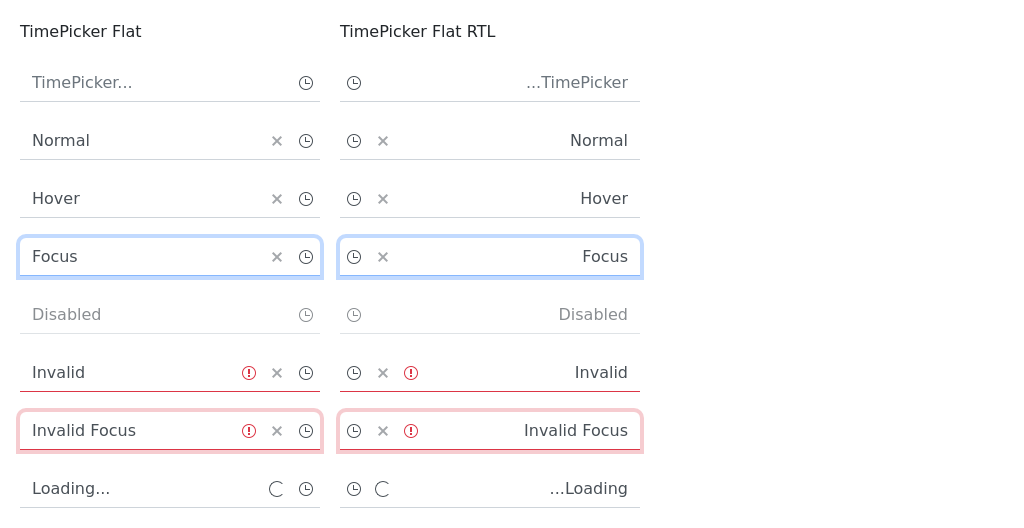 TimePicker Flat
TimePicker...
Normal
Hover
Focus
Disabled
Invalid
Invalid Focus
Loading...
TimePicker Flat RTL
...TimePicker
Normal
Hover
Focus
Disabled
Invalid
Invalid Focus
...Loading